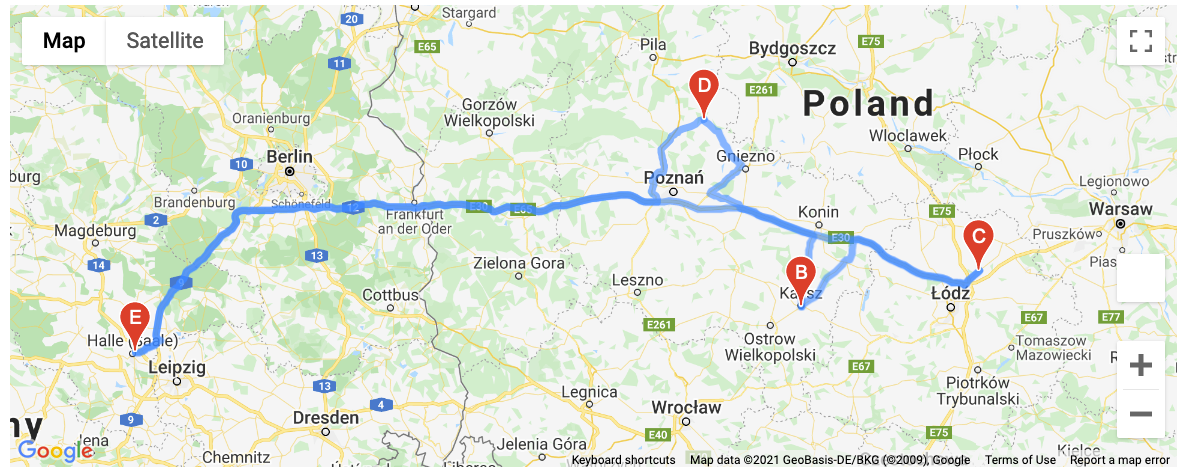 Map
Satellite
20
Stargard
E65
Pila
Bydgoszcz
E75
11
D
E261
Poland
Gorzów
Wielkopolski
Oranienburg
Wloclawek
Berlin
10
Gniezno
Płock
burg
Poznań
Legionowo
Brandenburg
Schönefeld
12
Frankfurt
an der Oder
E30
E65
Konin
E75
Warsaw
2
Magdeburg
Pruszków
C
E30
14
13
Zielona Gora
B
Leszno
Kalisz
Cottbus
Łódź
E
E261
E67
E77
Halle (Saale)
Ostrow
Wielkopolski
Tomaszow
Mazowiecki
Leipzig
E67
13
Piotrków
Trybunalski
Legnica
4
Wrocław
9
Dresden
E40
E75
ny
Jena
Jelenia Góra
Kielce
Google
Chemnitz
Liberec
Keyboard shortcuts
Map data ©2021 GeoBasis-DE/BKG (©2009), Google
Terms of Use
Report a map error